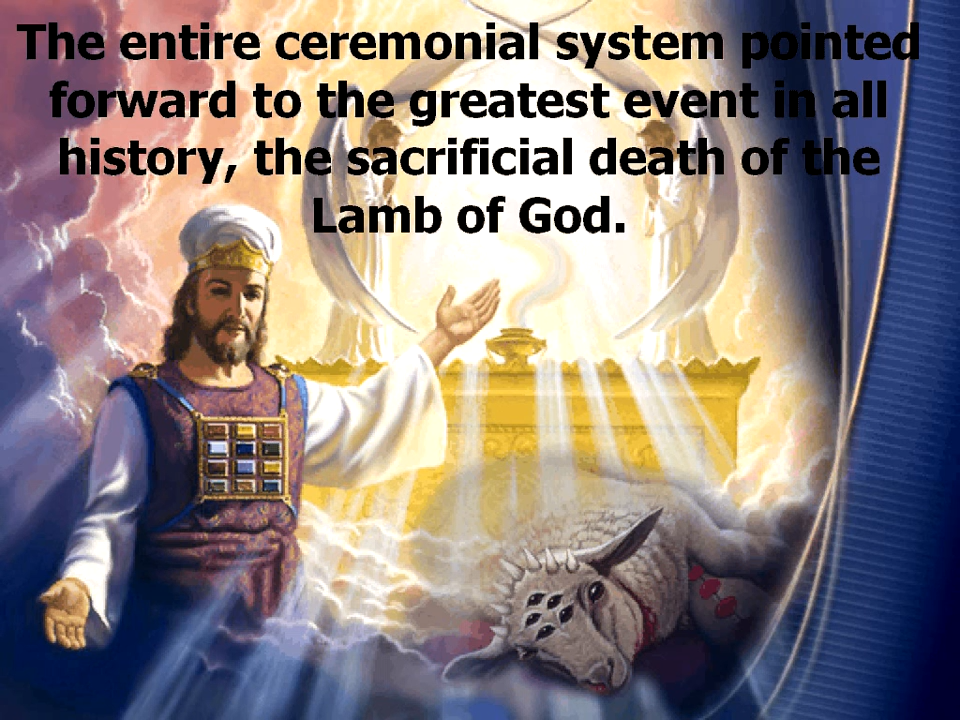 The entire ceremonial system pointed
forward to the greatest event in all
history, the sacrificial death of the
Lamb of God.